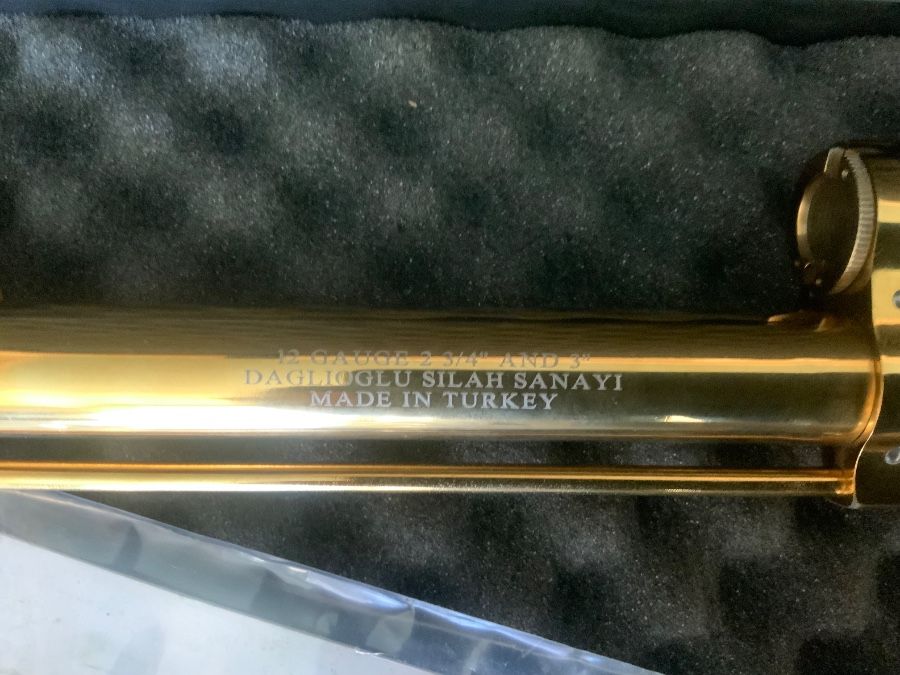 12 GAUGE 2 3/4" AND 3"
DAGLIOGLU SILAH SANAYI
MADE IN TURKEY